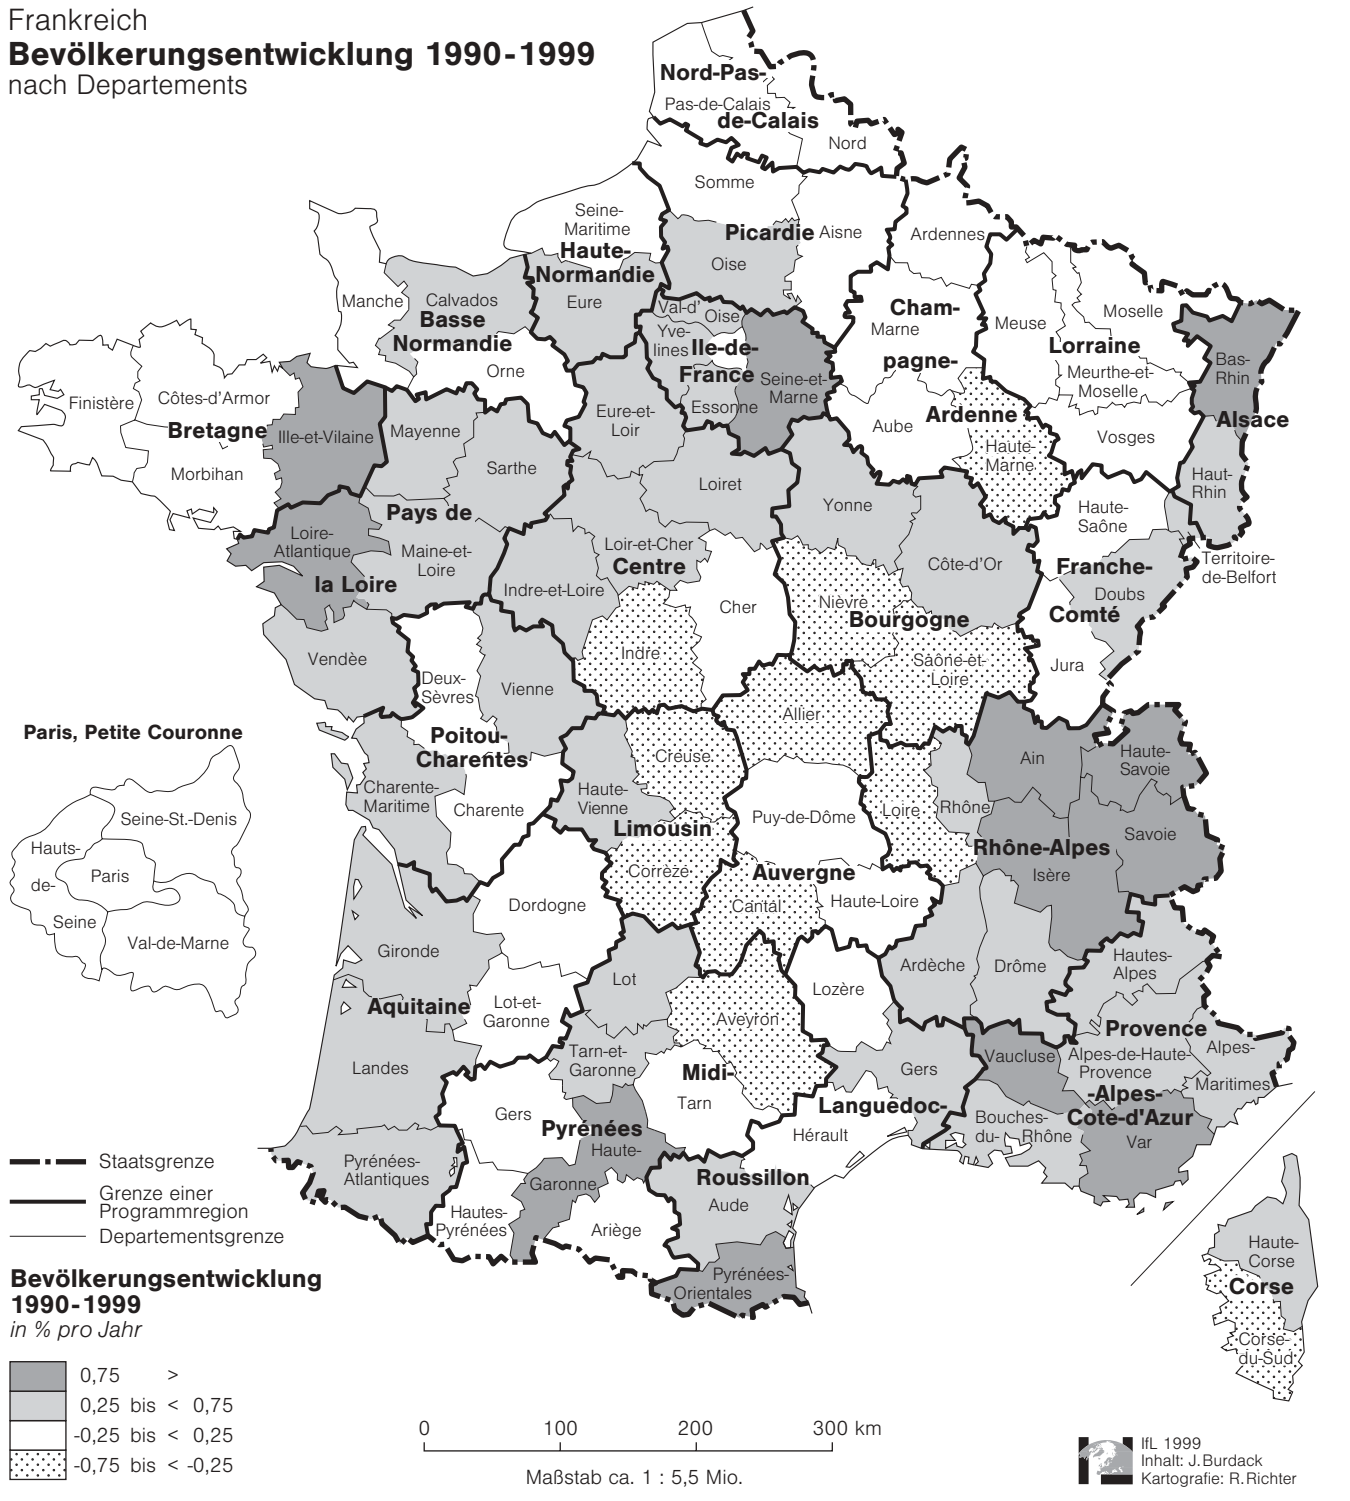 Frankreich
Bevölkerungsentwicklung 1990-1999
nach Departements
Nord-Pas-
Pas-de-Calais
de-Calais
Nord
Somme
Seine-
Maritime
Haute-
Normandie
Picardie
Aisne
Ardennes
Oise
Eure
Manche
Calvados
Basse
Normandie
Orne
Val-d' Oise
Yve-
lines
Ile-de-
France
Essonne
Seine-et-
Marne
Cham-
Marne
pagne-
Ardenne
Aube
Haute-
Marne
Meuse
Moselle
Lorraine
Meurthe-et-
Moselle
Vosges
Bas-
Rhin
Alsace
Haut-
Rhin
Finistère
Côtes-d'Armor
Bretagne
Morbihan
Ille-et-Vilaine
Mayenne
Sarthe
Pays de
la Loire
Loire-
Atlantique
Maine-et-
Loire
Vendèe
Eure-et-
Loir
Loiret
Loir-et-Cher
Centre
Indre-et-Loire
Cher
Indre
Yonne
Côte-d'Or
Nièvre
Bourgogne
Saône-et-
Loire
Haute-
Saône
Franche-
Comté
Doubs
Jura
Territoire-
de-Belfort
Deux-
Sèvres
Vienne
Poitou-
Charentes
Charente-
Maritime
Charente
Haute-
Vienne
Creuse
Limousin
Corrèze
Allier
Puy-de-Dôme
Auvergne
Cantal
Haute-Loire
Loire
Rhône
Ain
Haute-
Savoie
Savoie
Rhône-Alpes
Isère
Ardèche
Drôme
Paris, Petite Couronne
Seine-St.-Denis
Hauts-
de-
Seine
Paris
Val-de-Marne
Dordogne
Gironde
Aquitaine
Lot-et-
Garonne
Landes
Pyrénées-
Atlantiques
Lot
Aveyron
Tarn-et-
Garonne
Midi-
Pyrénées
Tarn
Gers
Haute-
Garonne
Hautes-
Pyrénées
Ariège
Lozère
Gers
Languedoc-
Hérault
Roussillon
Aude
Pyrénées-
Orientales
Hautes-
Alpes
Provence
-Alpes-
Cote-d'Azur
Vaucluse
Alpes-de-Haute-
Provence
Alpes-
Maritimes
Bouches-
du- Rhône
Var
Haute-
Corse
Corse
Corse-
du-Sud
Staatsgrenze
Grenze einer
Programmregion
Departementsgrenze
Bevölkerungsentwicklung
1990-1999
in % pro Jahr
0,75 >
0,25 bis < 0,75
-0,25 bis < 0,25
-0,75 bis < -0,25
0 100 200 300 km
Maßstab ca. 1 : 5,5 Mio.
IfL 1999
Inhalt: J.Burdack
Kartografie: R.Richter